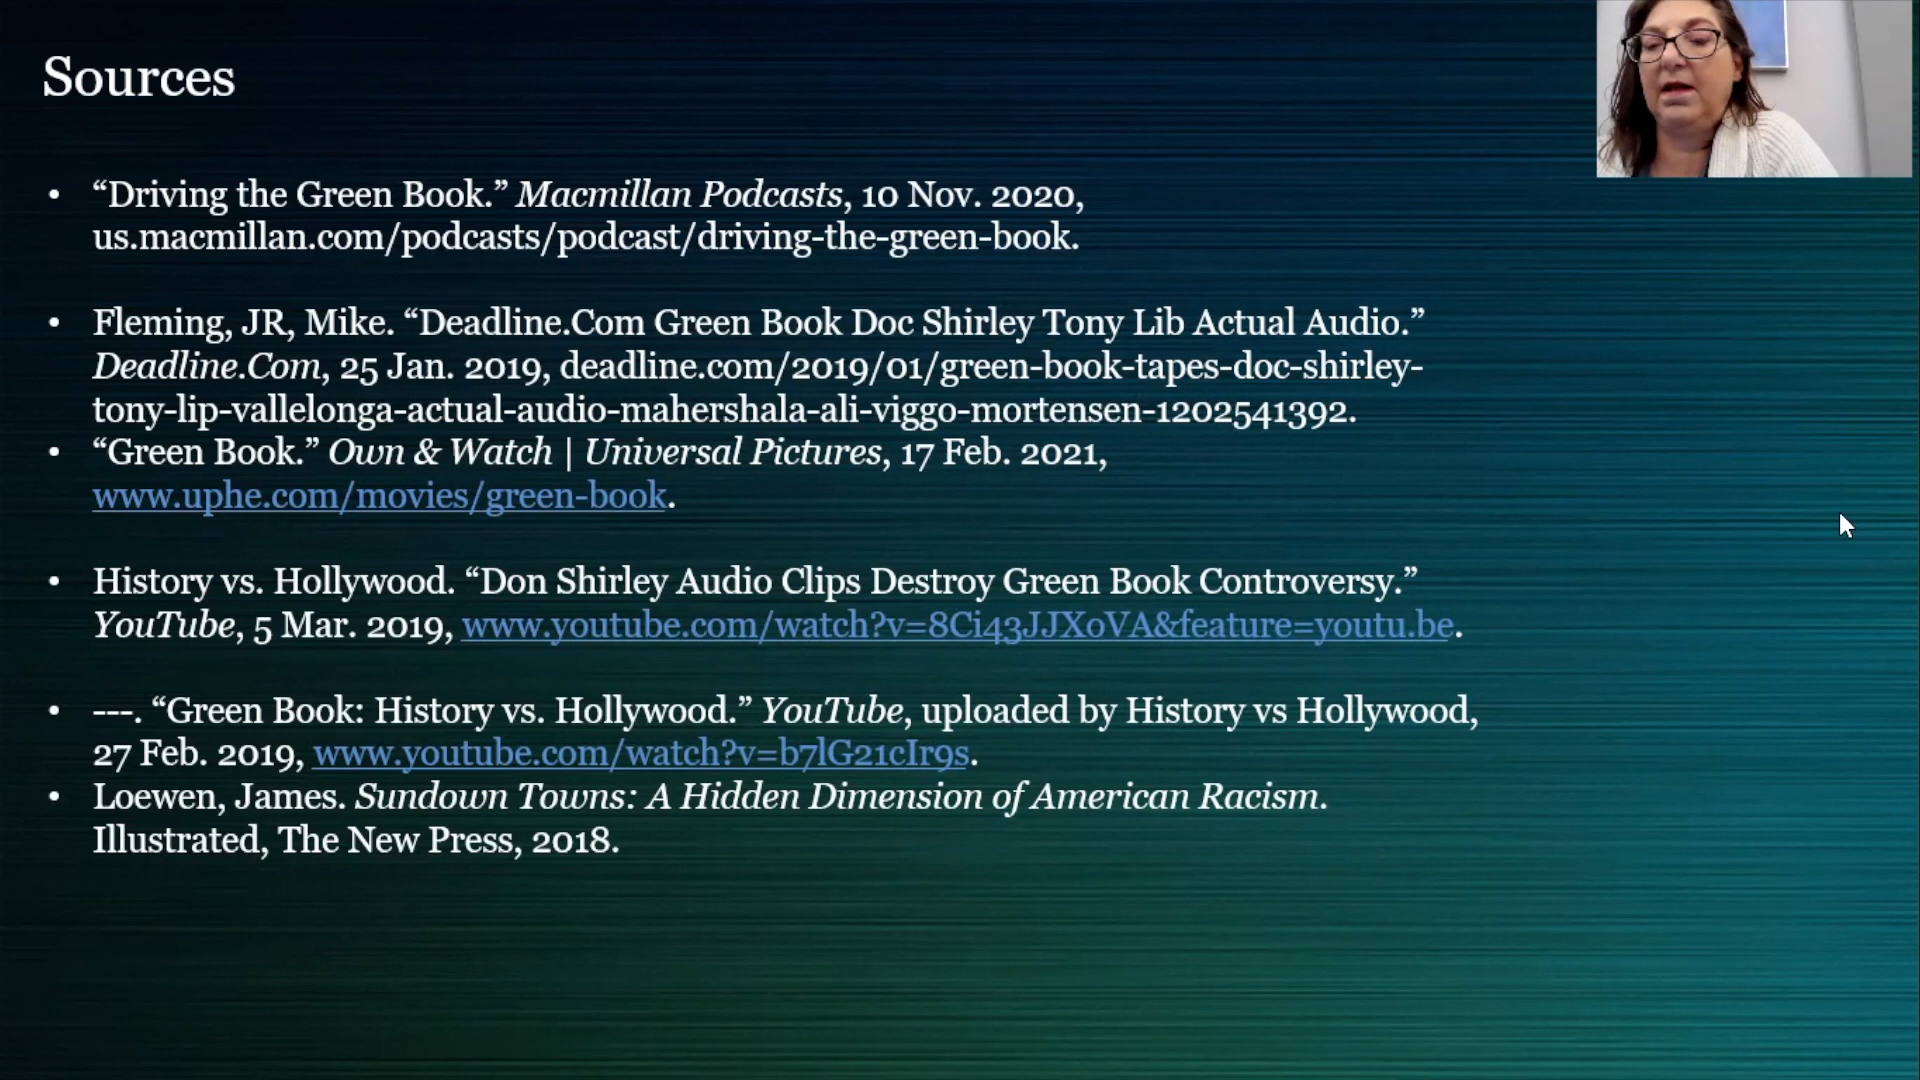 Sources
• “Driving the Green Book.” Macmillan Podcasts, 10 Nov. 2020,
us.macmillan.com/podcasts/podcast/driving-the-green-book.
• Fleming, JR, Mike. “Deadline.Com Green Book Doc Shirley Tony Lib Actual Audio.”
Deadline.Com, 25 Jan. 2019, deadline.com/2019/01/green-book-tapes-doc-shirley-
tony-lip-vallelonga-actual-audio-mahershala-ali-viggo-mortensen-1202541392.
• “Green Book.” Own & Watch | Universal Pictures, 17 Feb. 2021,
www.uphe.com/movies/green-book.
• History vs. Hollywood. “Don Shirley Audio Clips Destroy Green Book Controversy.”
YouTube, 5 Mar. 2019, www.youtube.com/watch?v=8Ci43JJXoVA&feature=youtu.be.
• ---. “Green Book: History vs. Hollywood.” YouTube, uploaded by History vs Hollywood,
27 Feb. 2019, www.youtube.com/watch?v=b7lG21cIr9s.
• Loewen, James. Sundown Towns: A Hidden Dimension of American Racism.
Illustrated, The New Press, 2018.